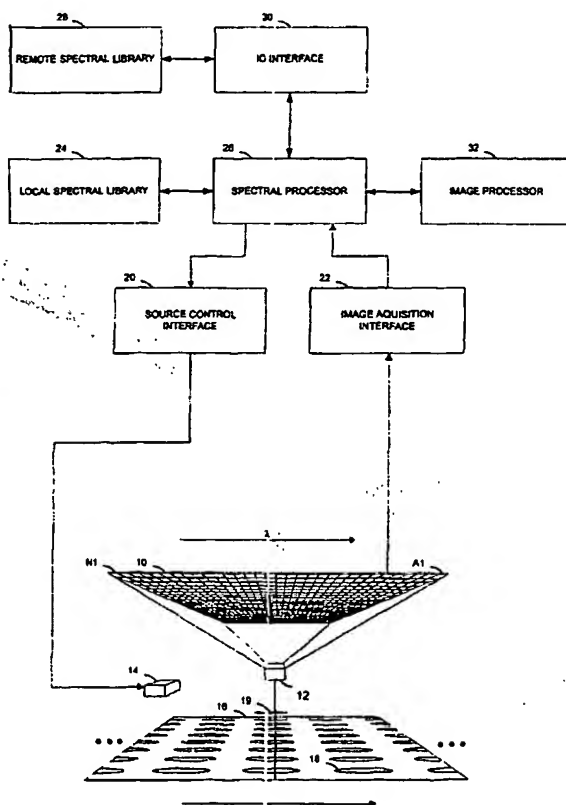 28
30
REMOTE SPECTRAL LIBRARY
IO INTERFACE
24
26
32
LOCAL SPECTRAL LIBRARY
SPECTRAL PROCESSOR
IMAGE PROCESSOR
20
22
SOURCE CONTROL
INTERFACE
IMAGE AQUISITION
INTERFACE
λ
N1
10
A1
14
12
16
19
18